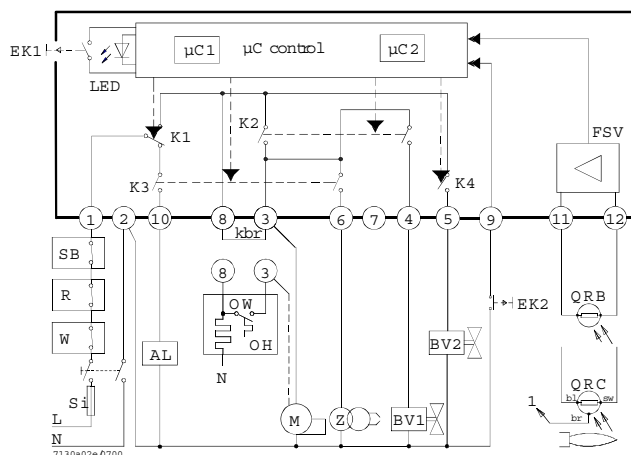 µC1
µC control
µC2
EK1
LED
FSV
K1
K2
K3
K4
1
2
10
8
3
6
7
4
5
9
11
12
kbr
SB
R
W
Si
L
N
AL
8
3
OW
OH
N
M
Z
BV1
BV2
EK2
QRB
QRC
bl
sw
br
1
7130a02e/0700